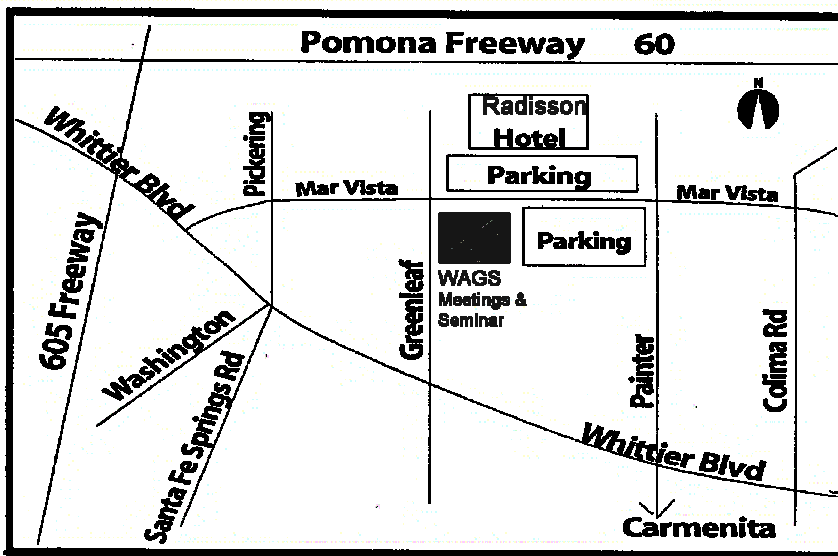 Pomona Freeway 60
N
Radisson
Hotel
Whittier Blvd
Pickering
Parking
Mar Vista
Mar Vista
Parking
605 Freeway
WAGS
Meetings &
Seminar
Greenleaf
Washington
Santa Fe Springs Rd
Painter
Colima Rd
Whittier Blvd
Carmenita